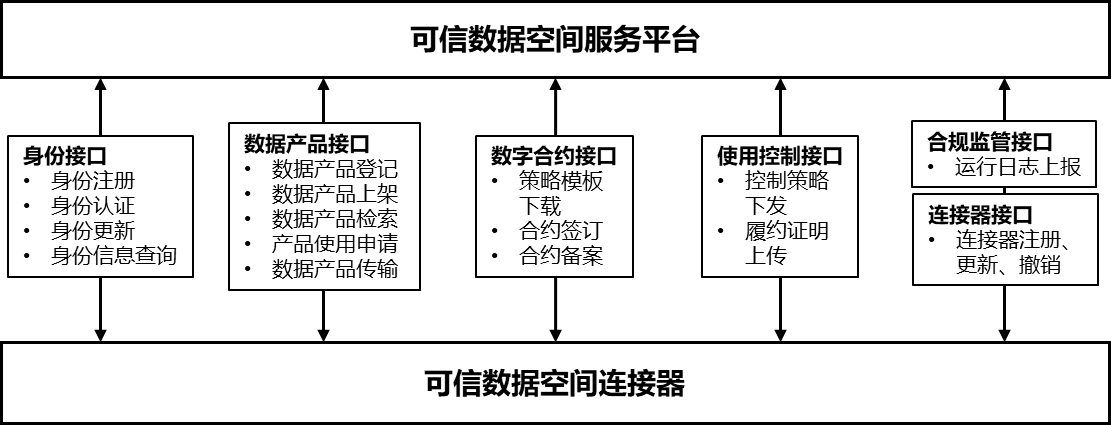 可信数据空间服务平台
身份接口
• 身份注册
• 身份认证
• 身份更新
• 身份信息查询
数据产品接口
• 数据产品登记
• 数据产品上架
• 数据产品检索
• 产品使用申请
• 数据产品传输
数字合约接口
• 策略模板
下载
• 合约签订
• 合约备案
使用控制接口
• 控制策略
下发
• 履约证明
上传
合规监管接口
• 运行日志上报
连接器接口
• 连接器注册、
更新、撤销
可信数据空间连接器